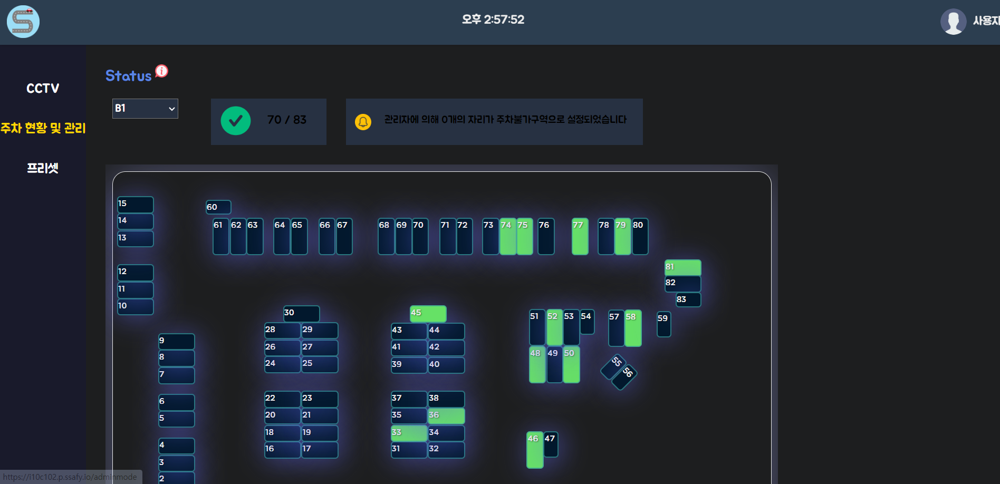 오후 2:57:52
사용자
CCTV
주차 현황 및 관리
프리셋
Status
B1
70 / 83
관리자에 의해 0개의 자리가 주차불가구역으로 설정되었습니다
15
14
13
12
11
10
9
8
7
6
5
4
3
2
60
61 62 63 64 65 66 67 68 69 70 71 72 73 74 75 76 77 78 79 80
81
82
83
30
28 29
26 27
24 25
22 23
20 21
18 19
16 17
45
43 44
41 42
39 40
37 38
35 36
33 34
31 32
51 52 53 54 57 58 59
48 49 50
55
56
46 47
https://i10c102.p.ssafy.io/adminmode